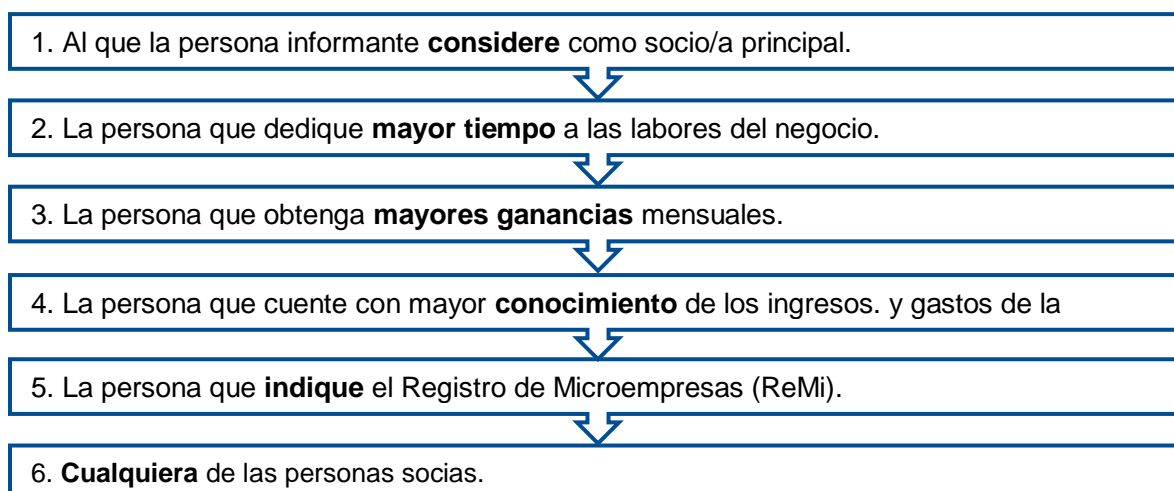 1. Al que la persona informante considere como socio/a principal.
2. La persona que dedique mayor tiempo a las labores del negocio.
3. La persona que obtenga mayores ganancias mensuales.
4. La persona que cuente con mayor conocimiento de los ingresos. y gastos de la
5. La persona que indique el Registro de Microempresas (ReMi).
6. Cualquiera de las personas socias.